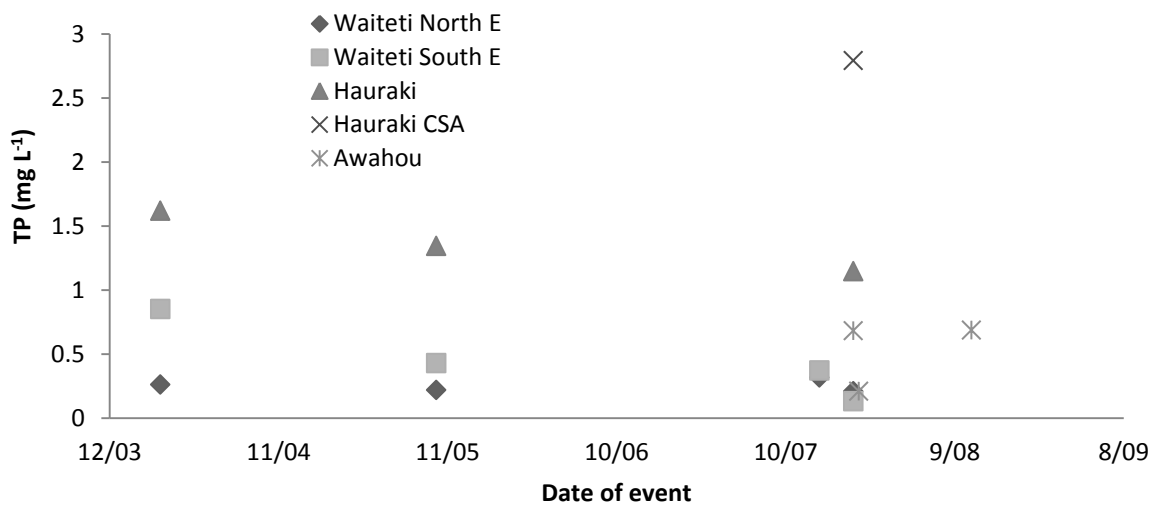 Waiteti North E
Waiteti South E
Hauraki
Hauraki CSA
Awahou
3
2.5
2
1.5
1
0.5
0
TP (mg L-1)
12/03 11/04 11/05 10/06 10/07 9/08 8/09
Date of event